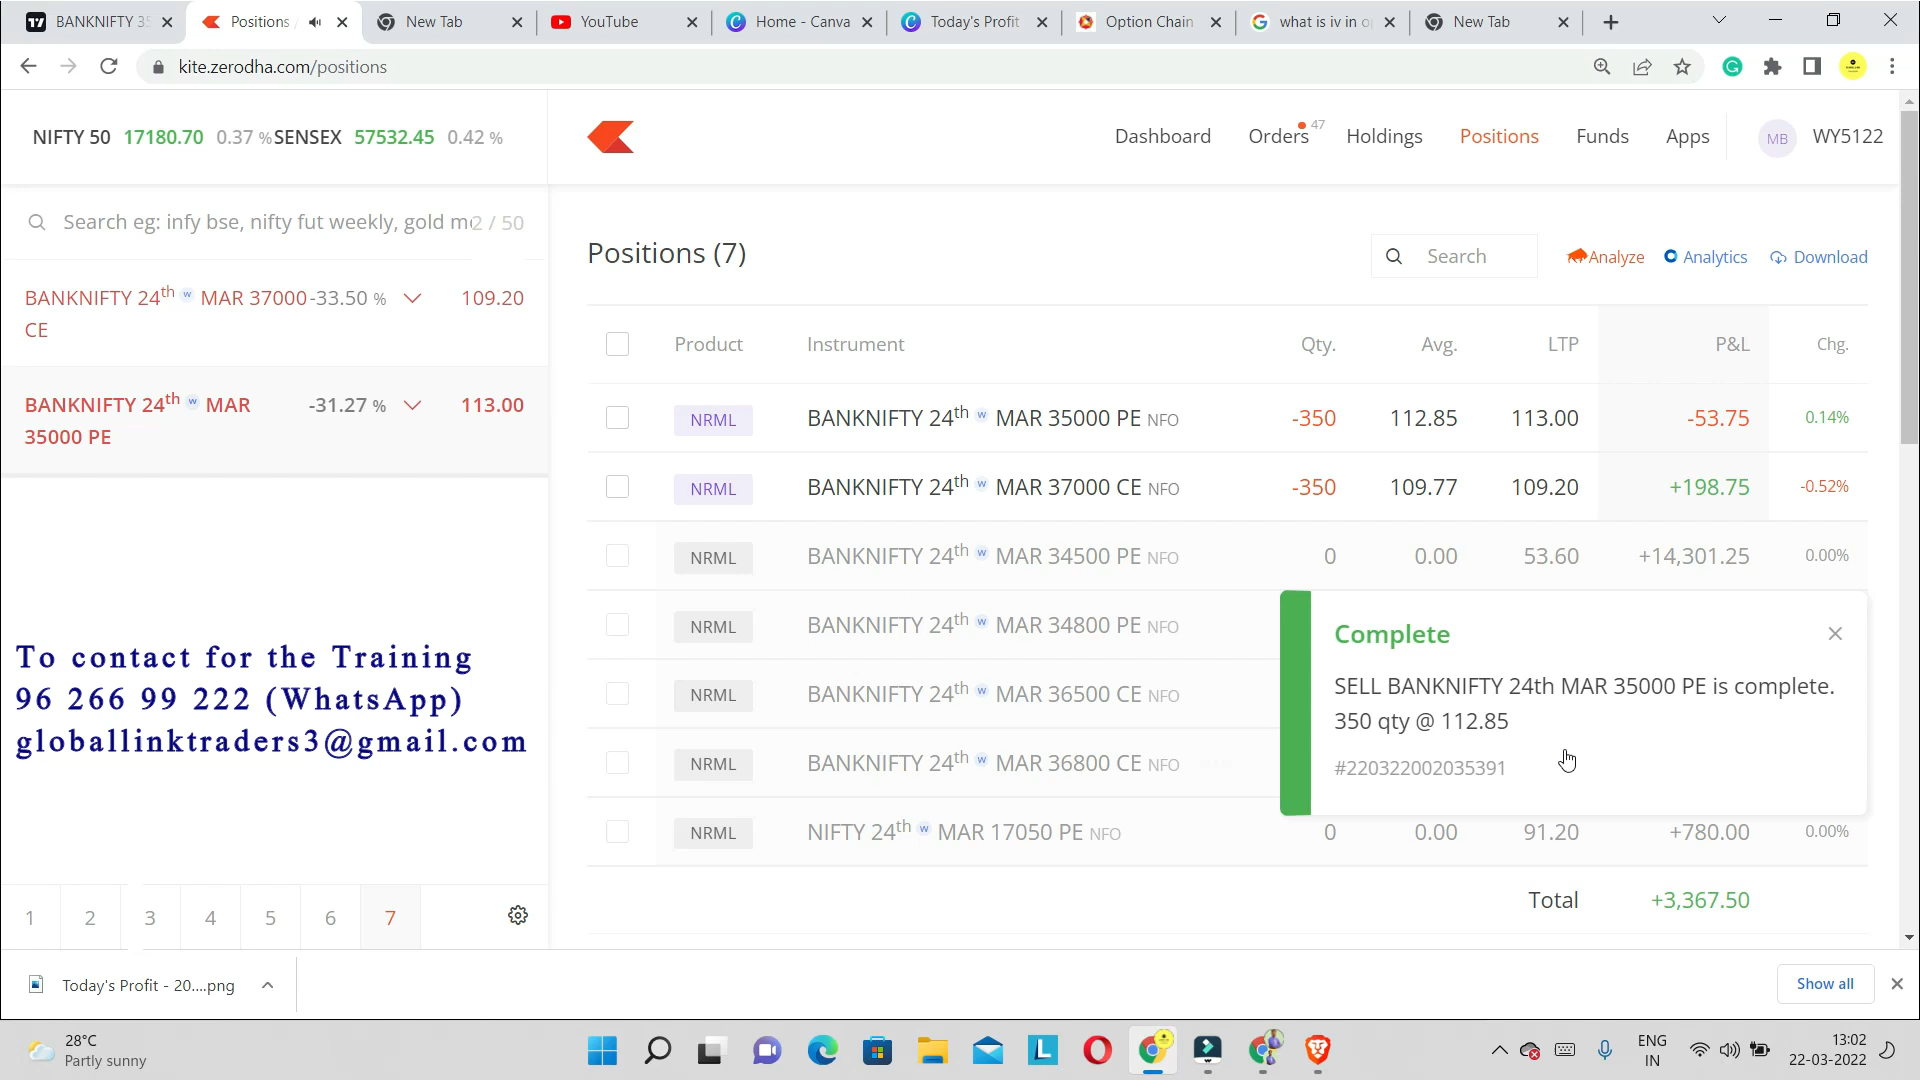 BANKNIFTY 35
Positions /
New Tab
YouTube
Home - Canva
Today's Profit
Option Chain
what is iv in o
New Tab
kite.zerodha.com/positions
NIFTY 50 17180.70 0.37 % SENSEX 57532.45 0.42 %
Dashboard Orders 47 Holdings Positions Funds Apps MB WY5122
Search eg: infy bse, nifty fut weekly, gold m 2 / 50
BANKNIFTY 24th w MAR 37000 CE -33.50 % 109.20
BANKNIFTY 24th w MAR 35000 PE -31.27 % 113.00
To contact for the Training
96 266 99 222 (WhatsApp)
globallinktraders3@gmail.com
1 2 3 4 5 6 7
Positions (7)
Search Analyze Analytics Download
Product Instrument Qty. Avg. LTP P&L Chg.
NRML BANKNIFTY 24th w MAR 35000 PE NFO -350 112.85 113.00 -53.75 0.14%
NRML BANKNIFTY 24th w MAR 37000 CE NFO -350 109.77 109.20 +198.75 -0.52%
NRML BANKNIFTY 24th w MAR 34500 PE NFO 0 0.00 53.60 +14,301.25 0.00%
NRML BANKNIFTY 24th w MAR 34800 PE NFO
NRML BANKNIFTY 24th w MAR 36500 CE NFO
NRML BANKNIFTY 24th w MAR 36800 CE NFO
NRML NIFTY 24th w MAR 17050 PE NFO 0 0.00 91.20 +780.00 0.00%
Total +3,367.50
Complete
SELL BANKNIFTY 24th MAR 35000 PE is complete.
350 qty @ 112.85
#220322002035391
Today's Profit - 20....png
Show all
28°C
Partly sunny
ENG
IN
13:02
22-03-2022